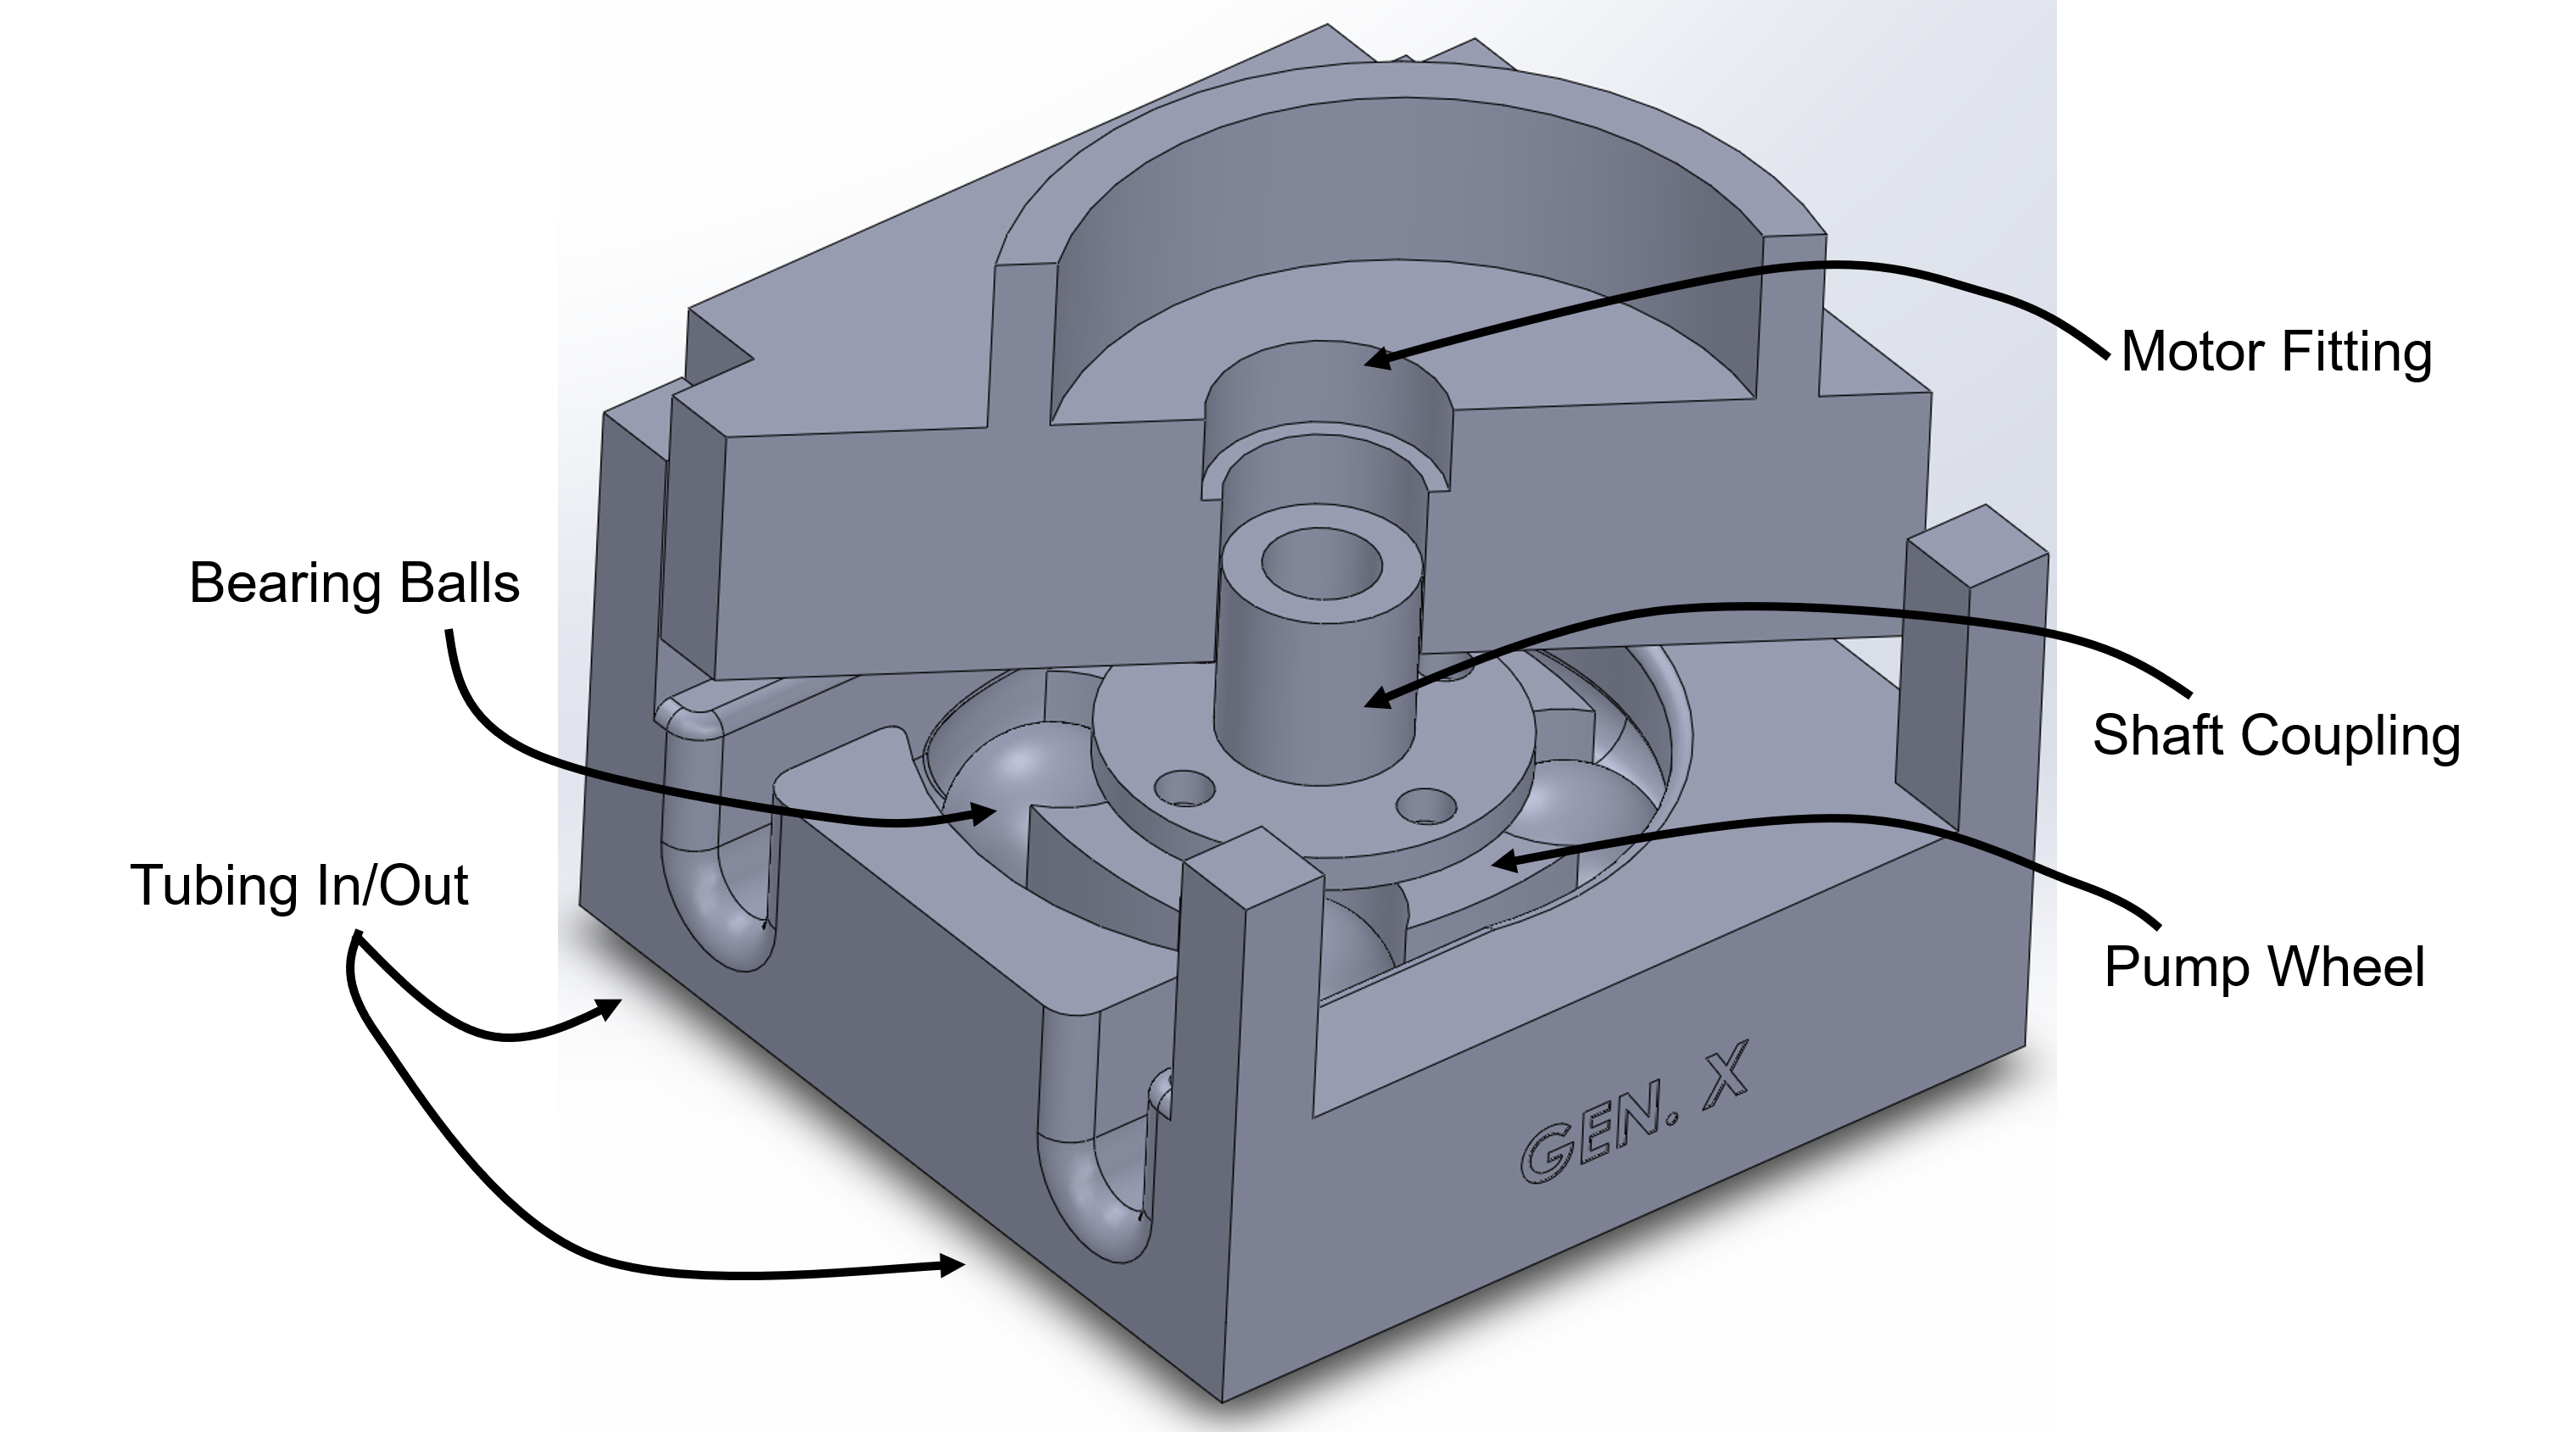 Motor Fitting
Bearing Balls
Shaft Coupling
Tubing In/Out
Pump Wheel
GEN. X